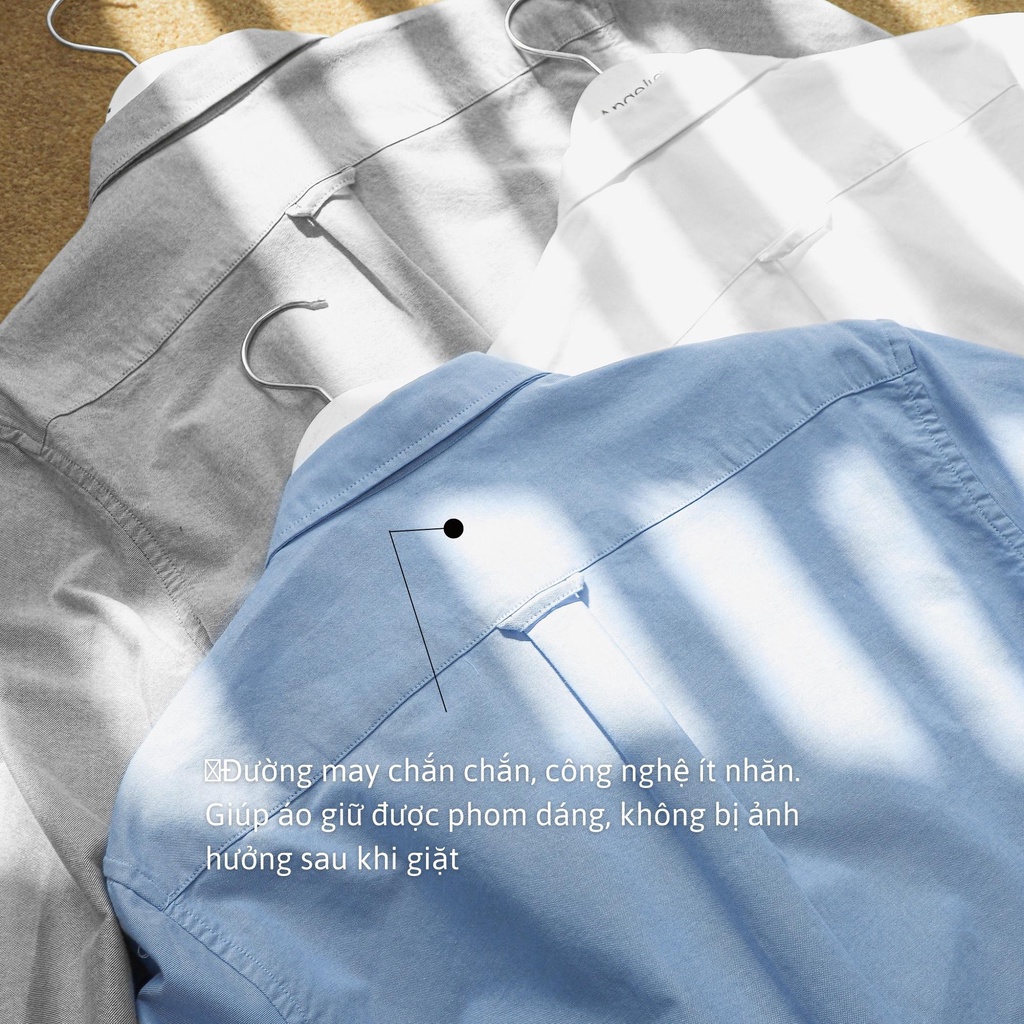 Đường may chắn chắn, công nghệ ít nhăn.
Giúp áo giữ được phom dáng, không bị ảnh
hưởng sau khi giặt